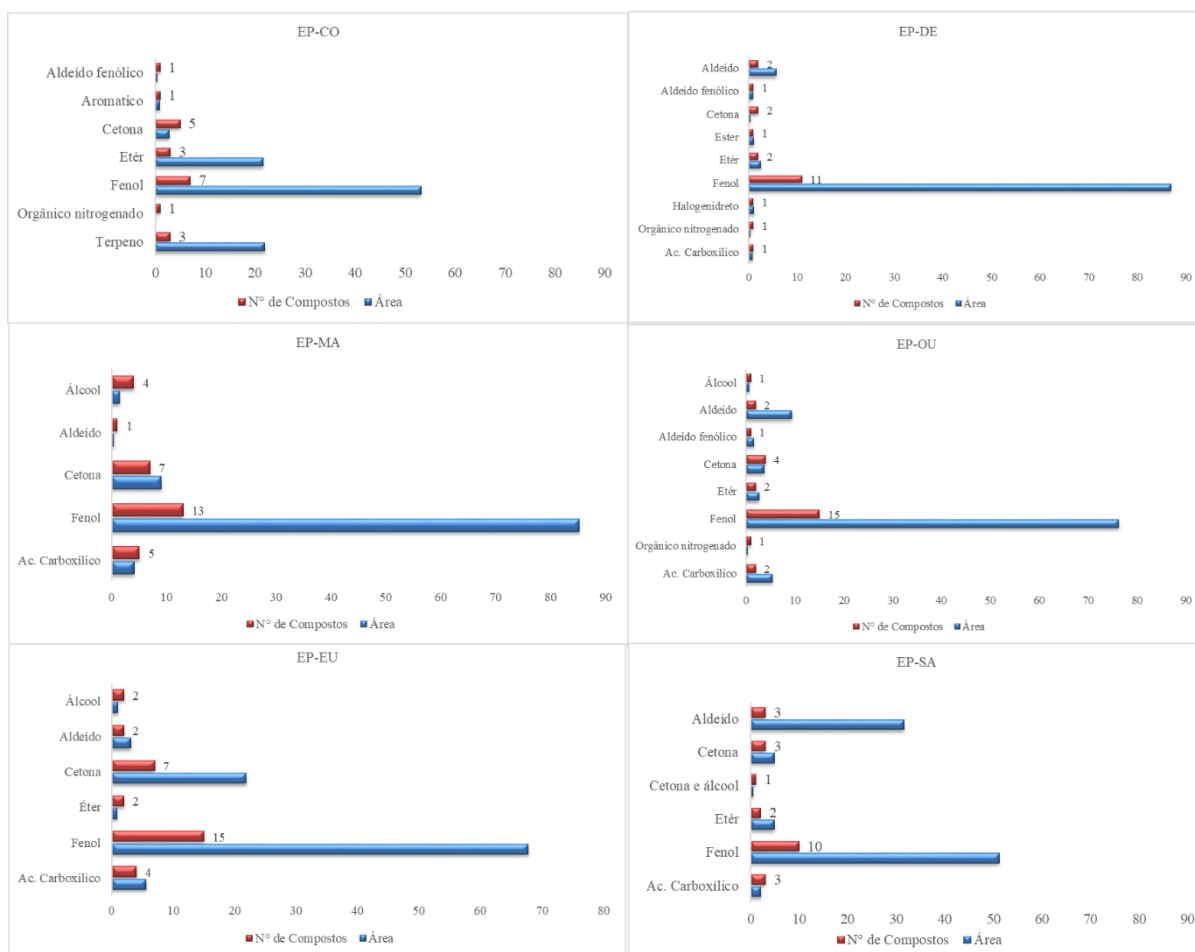 EP-CO
Aldeído fenólico 1
Aromatico 1
Cetona 5
Etér 3
Fenol 7
Orgânico nitrogenado 1
Terpeno 3
0 10 20 30 40 50 60 70 80 90
N° de Compostos Área
EP-DE
Aldeído 2
Aldeído fenólico 1
Cetona 2
Ester 1
Etér 2
Fenol 11
Halogenidreto 1
Orgânico nitrogenado 1
Ac. Carboxílico 1
0 10 20 30 40 50 60 70 80 90
N° de Compostos Área
EP-MA
Álcool 4
Aldeído 1
Cetona 7
Fenol 13
Ac. Carboxílico 5
0 10 20 30 40 50 60 70 80 90
N° de Compostos Área
EP-OU
Álcool 1
Aldeído 2
Aldeído fenólico 1
Cetona 4
Etér 2
Fenol 15
Orgânico nitrogenado 1
Ac. Carboxílico 2
0 10 20 30 40 50 60 70 80 90
N° de Compostos Área
EP-EU
Álcool 2
Aldeído 2
Cetona 7
Éter 2
Fenol 15
Ac. Carboxílico 4
0 10 20 30 40 50 60 70 80
N° de Compostos Área
EP-SA
Aldeído 3
Cetona 3
Cetona e álcool 1
Etér 2
Fenol 10
Ac. Carboxílico 3
0 10 20 30 40 50 60 70 80 90
N° de Compostos Área